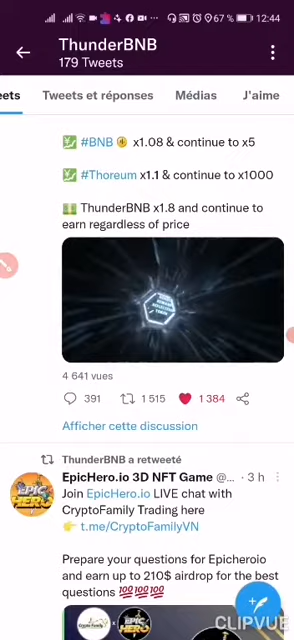 67 % 12:44
ThunderBNB
179 Tweets
eets Tweets et réponses Médias J'aime
#BNB x1.08 & continue to x5
#Thoreum x1.1 & continue to x1000
ThunderBNB x1.8 and continue to
earn regardless of price
4 641 vues
391 1 515 1 384
Afficher cette discussion
ThunderBNB a retweeté
EpicHero.io 3D NFT Game @... · 3 h
Join EpicHero.io LIVE chat with
CryptoFamily Trading here
👉 t.me/CryptoFamilyVN
Prepare your questions for Epicheroio
and earn up to 210$ airdrop for the best
questions 💯💯💯
EPIC
HERO
CLIPVUE